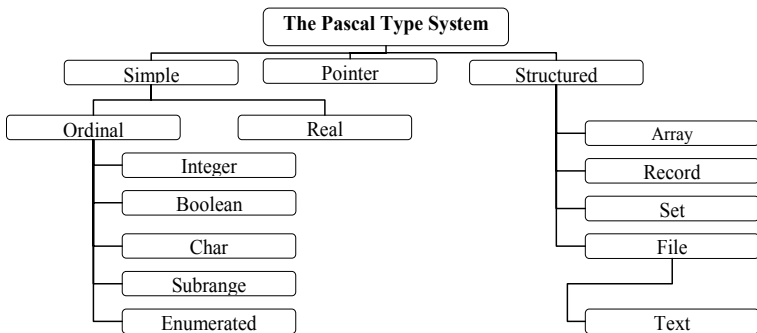 The Pascal Type System
Simple
Pointer
Structured
Ordinal
Real
Array
Integer
Record
Boolean
Set
Char
File
Subrange
Enumerated
Text